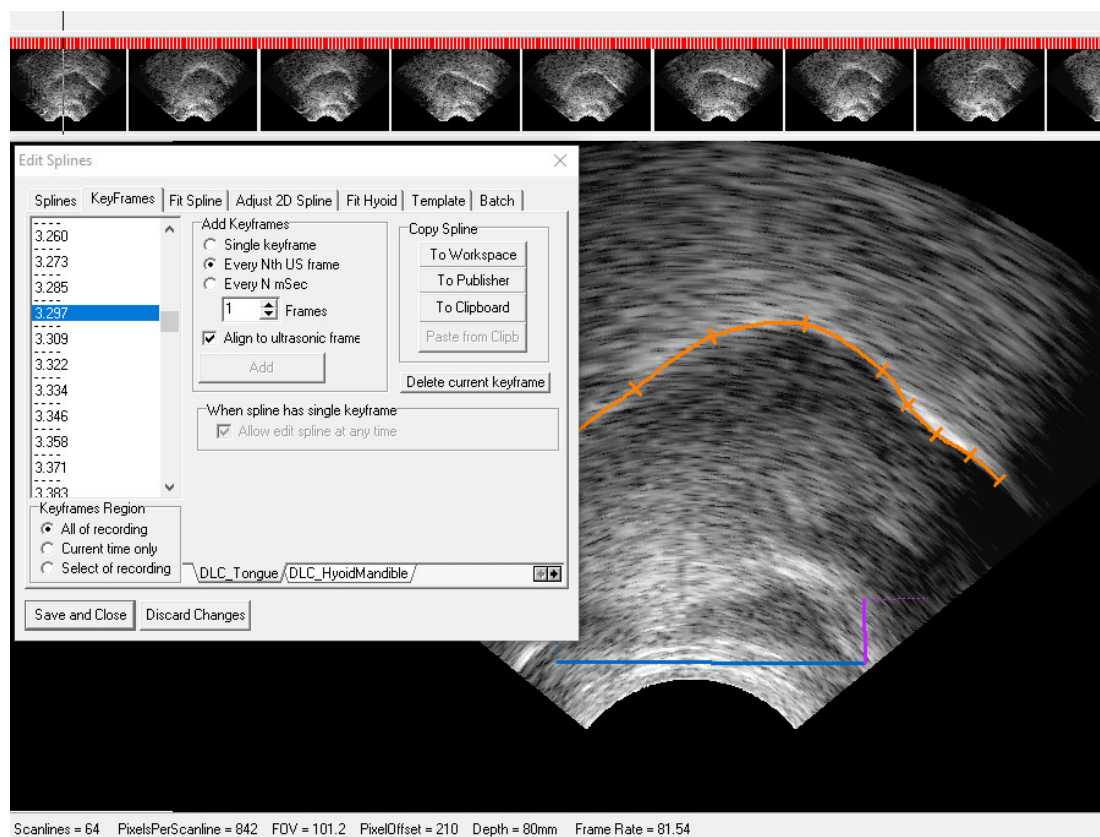 Edit Splines
Splines KeyFrames Fit Spline Adjust 2D Spline Fit Hyoid Template Batch
----
3.260
----
3.273
----
3.285
----
3.297
----
3.309
----
3.322
----
3.334
----
3.346
----
3.358
----
3.371
----
3.383
Keyframes Region
All of recording
Current time only
Select of recording
Add Keyframes
Single keyframe
Every Nth US frame
Every N mSec
1 Frames
Align to ultrasonic frame
Add
Copy Spline
To Workspace
To Publisher
To Clipboard
Paste from Clipb
Delete current keyframe
When spline has single keyframe
Allow edit spline at any time
DLC_Tongue DLC_HyoidMandible
Save and Close Discard Changes
Scanlines = 64 PixelsPerScanline = 842 FOV = 101.2 PixelOffset = 210 Depth = 80mm Frame Rate = 81.54